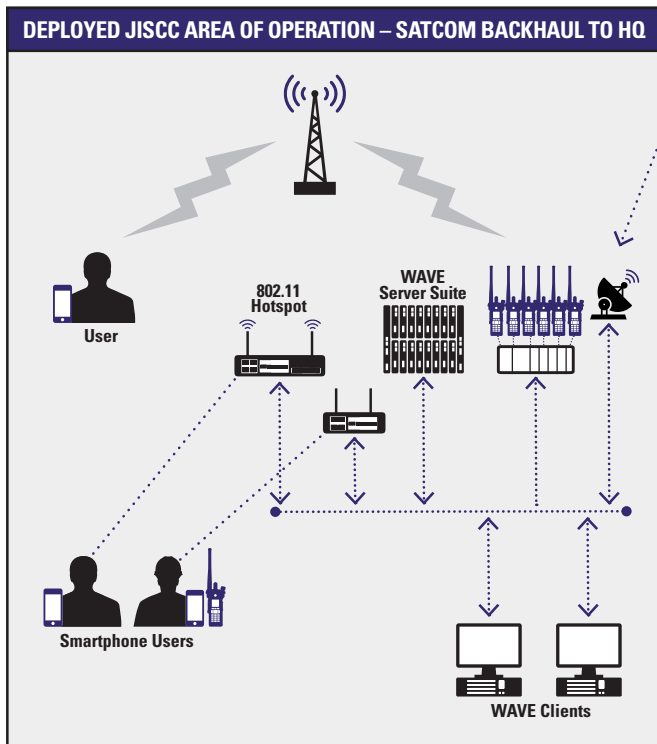 DEPLOYED JISCC AREA OF OPERATION – SATCOM BACKHAUL TO HQ
User
802.11
Hotspot
WAVE
Server Suite
Smartphone Users
WAVE Clients